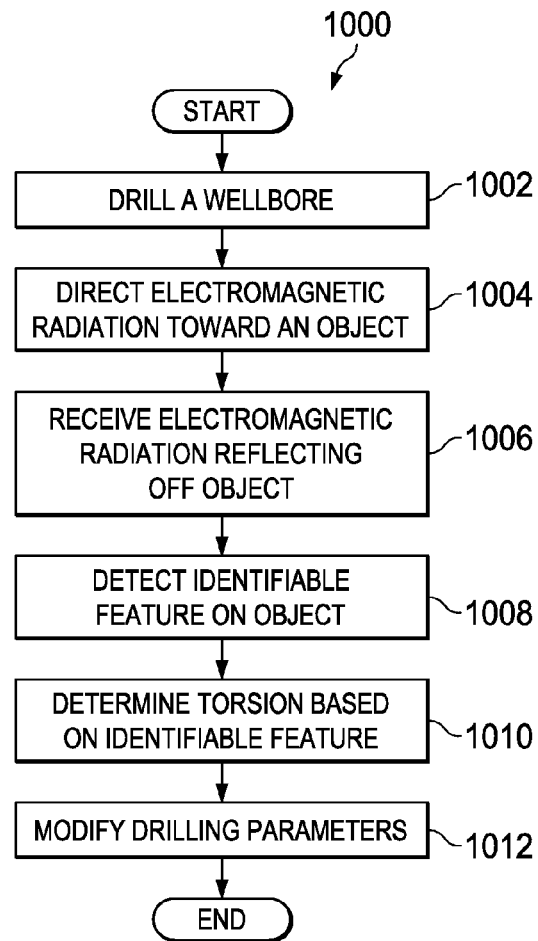 1000
START
DRILL A WELLBORE
1002
DIRECT ELECTROMAGNETIC
RADIATION TOWARD AN OBJECT
1004
RECEIVE ELECTROMAGNETIC
RADIATION REFLECTING
OFF OBJECT
1006
DETECT IDENTIFIABLE
FEATURE ON OBJECT
1008
DETERMINE TORSION BASED
ON IDENTIFIABLE FEATURE
1010
MODIFY DRILLING PARAMETERS
1012
END